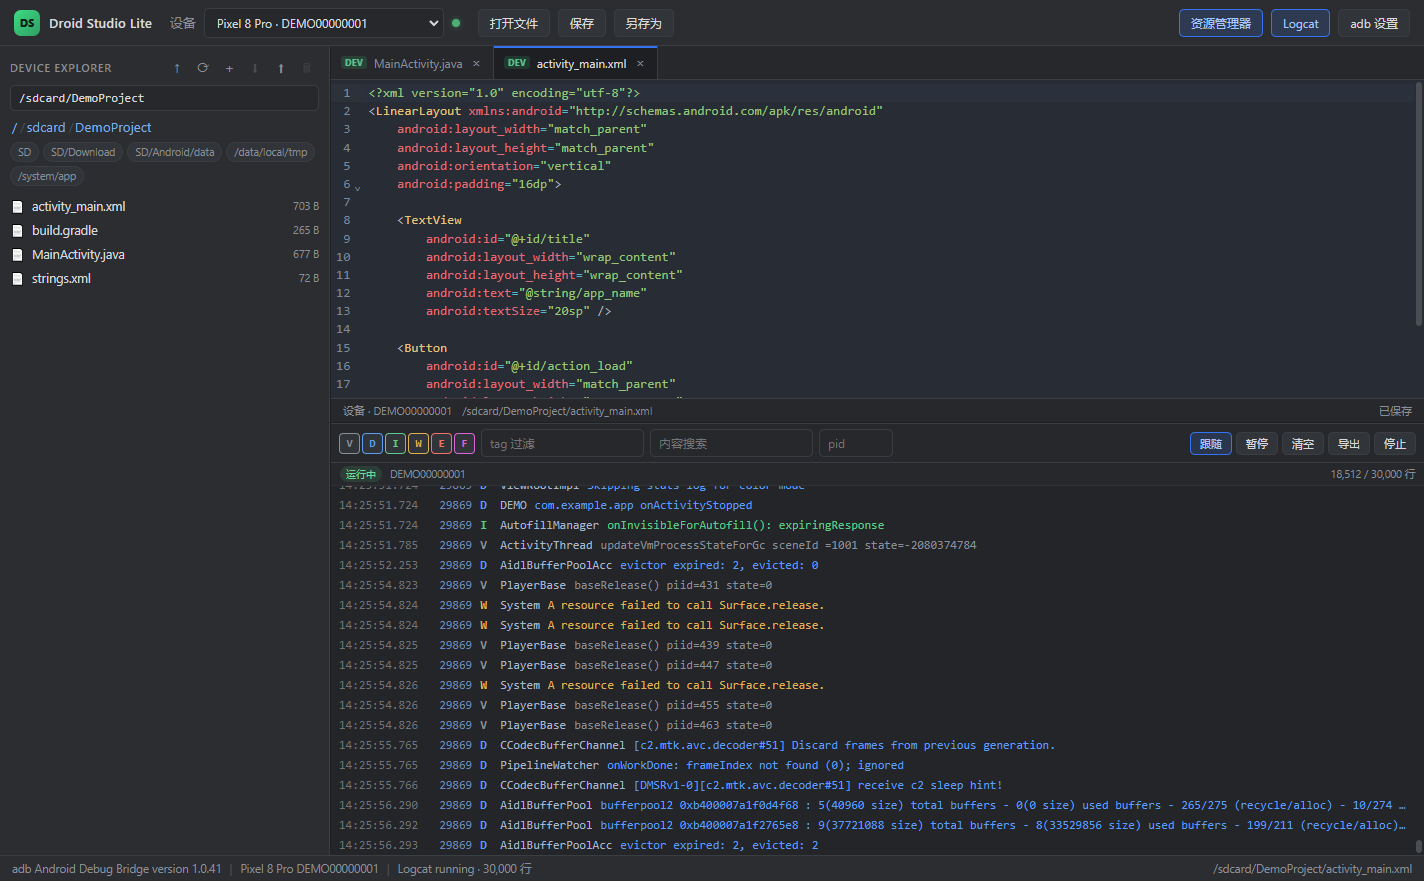 DS Droid Studio Lite 设备 Pixel 8 Pro · DEMO00000001 打开文件 保存 另存为 资源管理器 Logcat adb 设置
DEVICE EXPLORER
/sdcard/DemoProject
/ / sdcard / DemoProject
SD SD/Download SD/Android/data /data/local/tmp
/system/app
activity_main.xml 703 B
build.gradle 265 B
MainActivity.java 677 B
strings.xml 72 B
DEV MainActivity.java × DEV activity_main.xml ×
1 <?xml version="1.0" encoding="utf-8"?>
2 <LinearLayout xmlns:android="http://schemas.android.com/apk/res/android"
3 android:layout_width="match_parent"
4 android:layout_height="match_parent"
5 android:orientation="vertical"
6 android:padding="16dp">
7
8 <TextView
9 android:id="@+id/title"
10 android:layout_width="wrap_content"
11 android:layout_height="wrap_content"
12 android:text="@string/app_name"
13 android:textSize="20sp" />
14
15 <Button
16 android:id="@+id/action_load"
17 android:layout_width="match_parent"
设备 · DEMO00000001 /sdcard/DemoProject/activity_main.xml 已保存
V D I W E F tag 过滤 内容搜索 pid 跟随 暂停 清空 导出 停止
运行中 DEMO00000001 18,512 / 30,000 行
14:25:51.724 29869 D ViewRootImpl Skipping stats log for color mode
14:25:51.724 29869 D DEMO com.example.app onActivityStopped
14:25:51.724 29869 I AutofillManager onInvisibleForAutofill(): expiringResponse
14:25:51.785 29869 V ActivityThread updateVmProcessStateForGc sceneId =1001 state=-2080374784
14:25:52.253 29869 D AidlBufferPoolAcc evictor expired: 2, evicted: 0
14:25:54.823 29869 V PlayerBase baseRelease() piid=431 state=0
14:25:54.824 29869 W System A resource failed to call Surface.release.
14:25:54.824 29869 W System A resource failed to call Surface.release.
14:25:54.825 29869 V PlayerBase baseRelease() piid=439 state=0
14:25:54.825 29869 V PlayerBase baseRelease() piid=447 state=0
14:25:54.826 29869 W System A resource failed to call Surface.release.
14:25:54.826 29869 V PlayerBase baseRelease() piid=455 state=0
14:25:54.826 29869 V PlayerBase baseRelease() piid=463 state=0
14:25:55.765 29869 D CCodecBufferChannel [c2.mtk.avc.decoder#51] Discard frames from previous generation.
14:25:55.765 29869 D PipelineWatcher onWorkDone: frameIndex not found (0); ignored
14:25:55.766 29869 D CCodecBufferChannel [DMSRv1-0][c2.mtk.avc.decoder#51] receive c2 sleep hint!
14:25:56.290 29869 D AidlBufferPool bufferpool2 0xb400007a1f0d4f68 : 5(40960 size) total buffers - 0(0 size) used buffers - 265/275 (recycle/alloc) - 10/274 …
14:25:56.292 29869 D AidlBufferPool bufferpool2 0xb400007a1f2765e8 : 9(37721088 size) total buffers - 8(33529856 size) used buffers - 199/211 (recycle/alloc)…
14:25:56.293 29869 D AidlBufferPoolAcc evictor expired: 2, evicted: 2
adb Android Debug Bridge version 1.0.41 | Pixel 8 Pro DEMO00000001 | Logcat running · 30,000 行 /sdcard/DemoProject/activity_main.xml